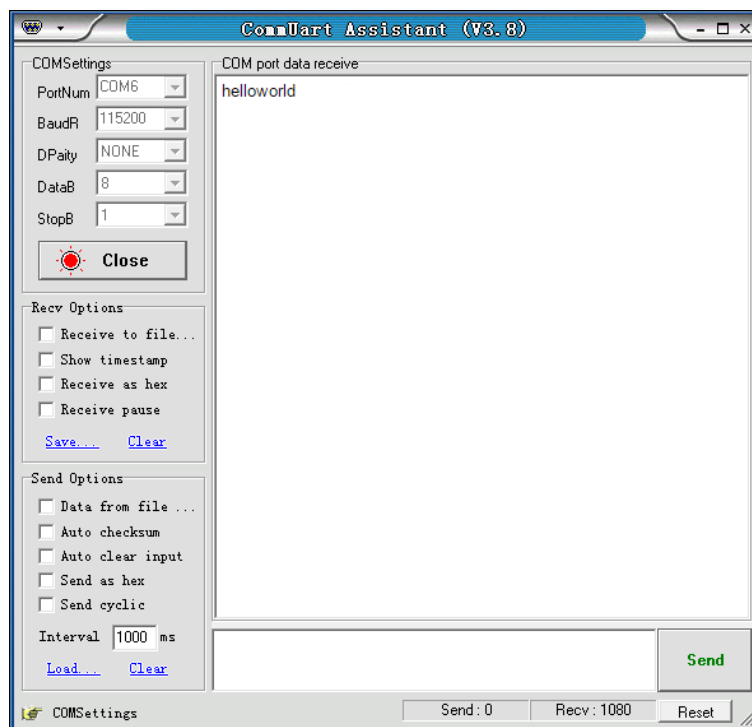 CommUart Assistant (V3.8)
COMSettings
PortNum COM6
BaudR 115200
DPaity NONE
DataB 8
StopB 1
Close
Recv Options
Receive to file...
Show timestamp
Receive as hex
Receive pause
Save... Clear
Send Options
Data from file ...
Auto checksum
Auto clear input
Send as hex
Send cyclic
Interval 1000 ms
Load... Clear
COM port data receive
helloworld
Send
COMSettings
Send : 0
Recv : 1080
Reset